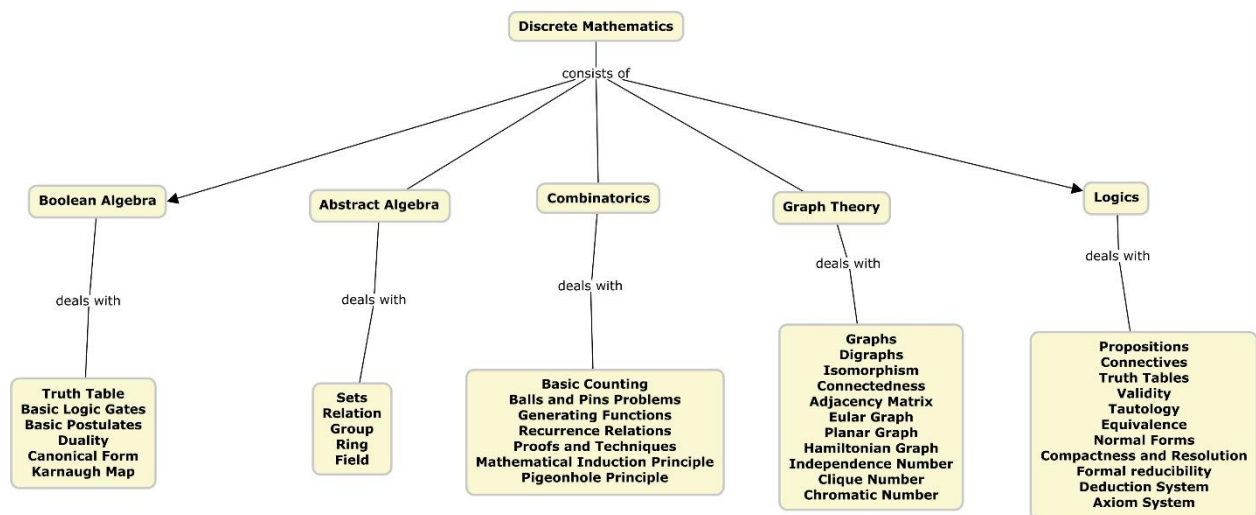 Discrete Mathematics
consists of
Boolean Algebra
Abstract Algebra
Combinatorics
Graph Theory
Logics
deals with
deals with
deals with
deals with
deals with
Truth Table
Basic Logic Gates
Basic Postulates
Duality
Canonical Form
Karnaugh Map
Sets
Relation
Group
Ring
Field
Basic Counting
Balls and Pins Problems
Generating Functions
Recurrence Relations
Proofs and Techniques
Mathematical Induction Principle
Pigeonhole Principle
Graphs
Digraphs
Isomorphism
Connectedness
Adjacency Matrix
Eular Graph
Planar Graph
Hamiltonian Graph
Independence Number
Clique Number
Chromatic Number
Propositions
Connectives
Truth Tables
Validity
Tautology
Equivalence
Normal Forms
Compactness and Resolution
Formal reducibility
Deduction System
Axiom System